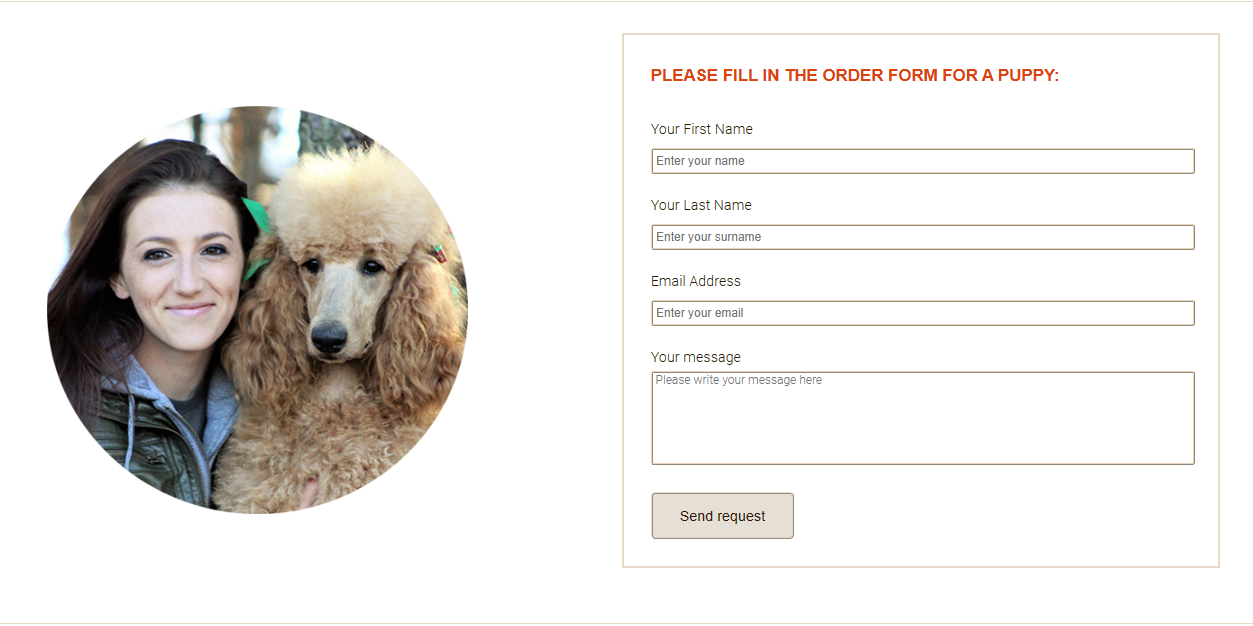 PLEASE FILL IN THE ORDER FORM FOR A PUPPY:
Your First Name
Enter your name
Your Last Name
Enter your surname
Email Address
Enter your email
Your message
Please write your message here
Send request